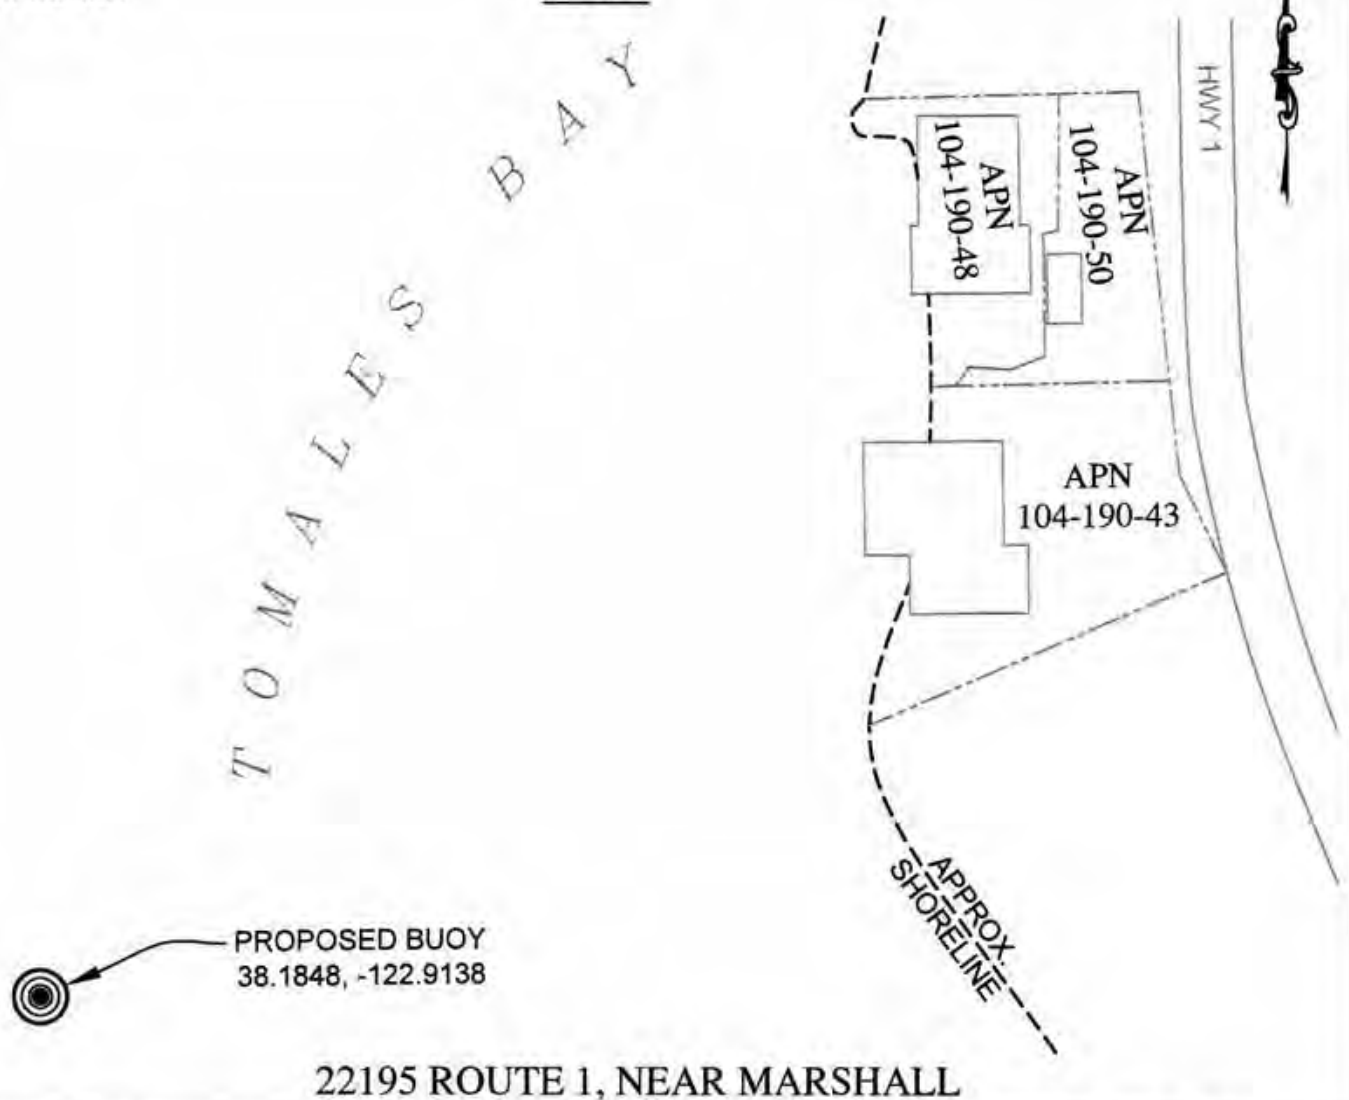 TOMALES BAY
HWY 1
APN
104-190-48
APN
104-190-50
APN
104-190-43
APPROX.
SHORELINE
PROPOSED BUOY
38.1848, -122.9138
22195 ROUTE 1, NEAR MARSHALL